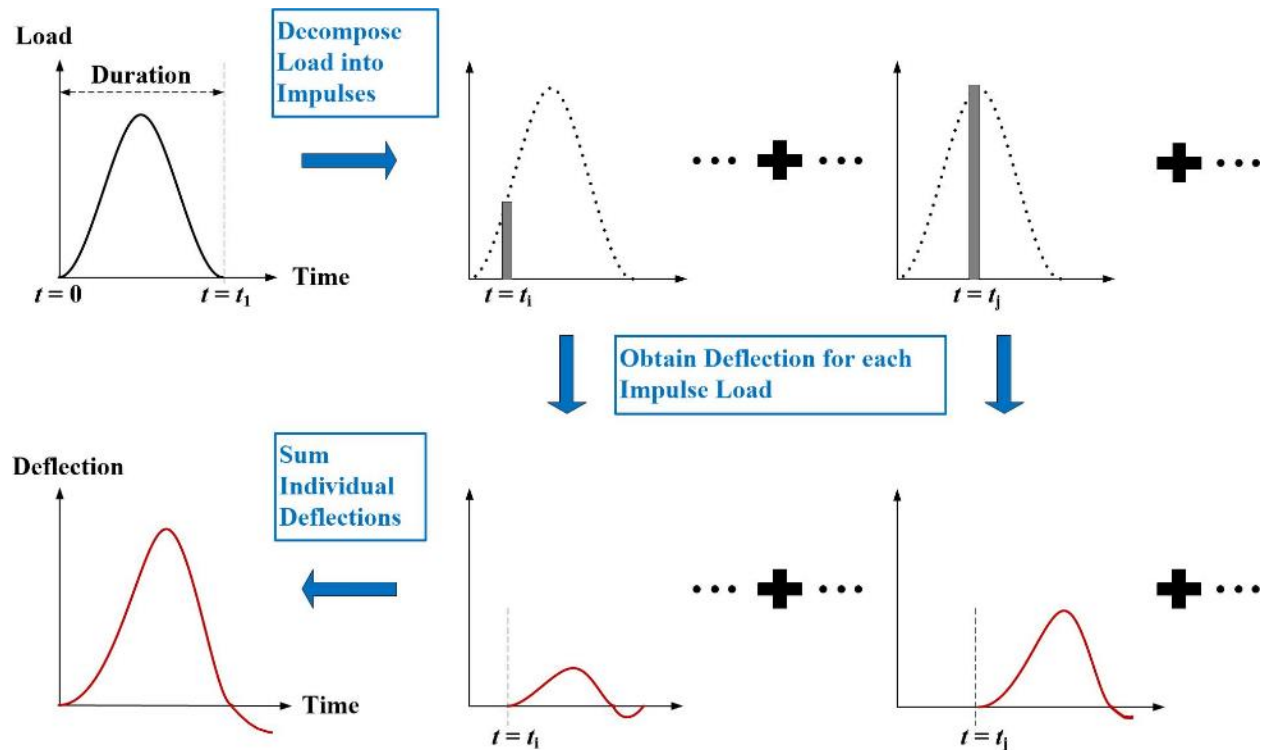 Load
Duration
Time
t = 0
t = t1
Decompose
Load into
Impulses
t = ti
t = tj
Obtain Deflection for each
Impulse Load
Sum
Individual
Deflections
Deflection
Time
t = ti
t = tj